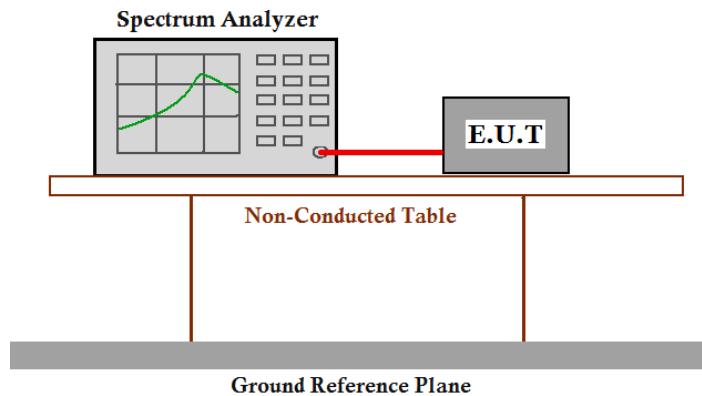 Spectrum Analyzer
E.U.T
Non-Conducted Table
Ground Reference Plane